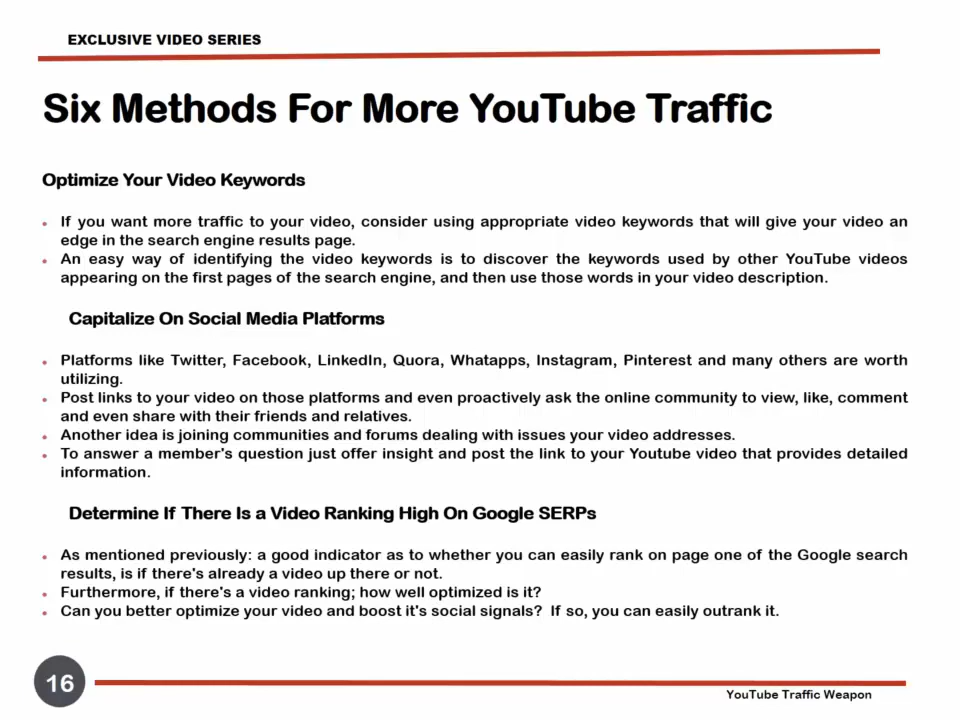 EXCLUSIVE VIDEO SERIES
Six Methods For More YouTube Traffic
Optimize Your Video Keywords
• If you want more traffic to your video, consider using appropriate video keywords that will give your video an
edge in the search engine results page.
• An easy way of identifying the video keywords is to discover the keywords used by other YouTube videos
appearing on the first pages of the search engine, and then use those words in your video description.
Capitalize On Social Media Platforms
• Platforms like Twitter, Facebook, LinkedIn, Quora, Whatapps, Instagram, Pinterest and many others are worth
utilizing.
• Post links to your video on those platforms and even proactively ask the online community to view, like, comment
and even share with their friends and relatives.
• Another idea is joining communities and forums dealing with issues your video addresses.
• To answer a member's question just offer insight and post the link to your Youtube video that provides detailed
information.
Determine If There Is a Video Ranking High On Google SERPs
• As mentioned previously: a good indicator as to whether you can easily rank on page one of the Google search
results, is if there's already a video up there or not.
• Furthermore, if there's a video ranking; how well optimized is it?
• Can you better optimize your video and boost it's social signals?  If so, you can easily outrank it.
16
YouTube Traffic Weapon